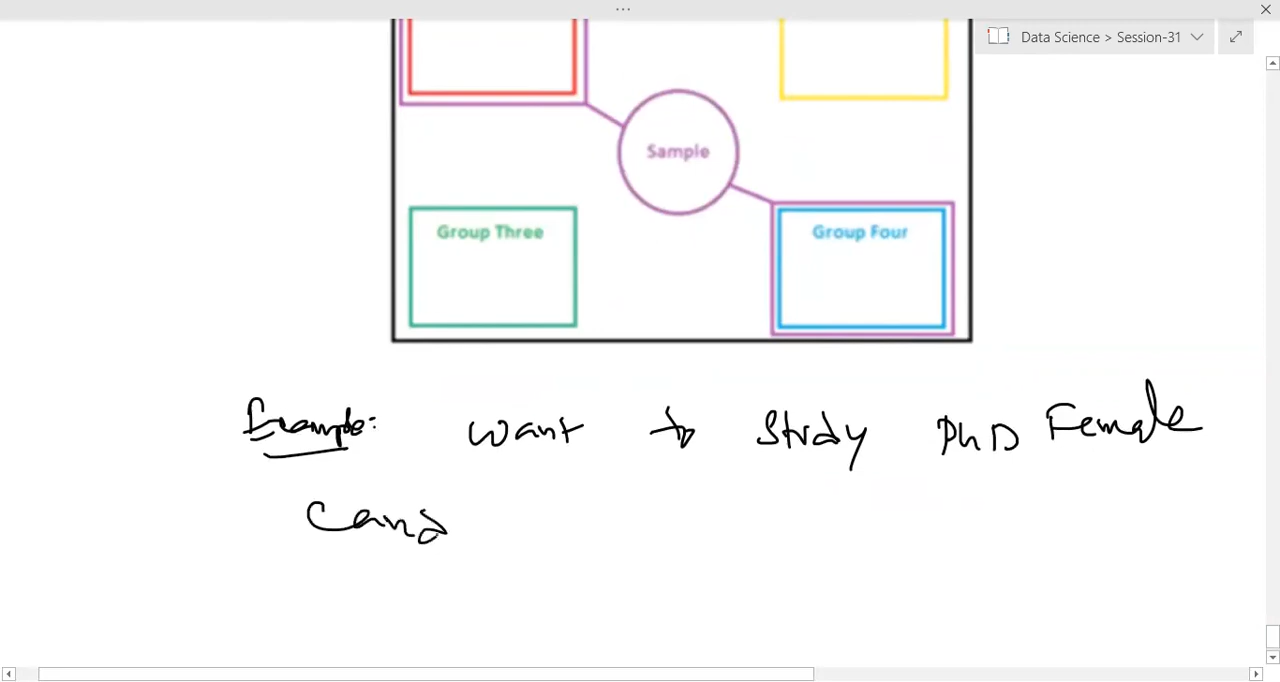 ...
Data Science > Session-31
Sample
Group Three
Group Four
Example: Want to Study PhD Female
Cand